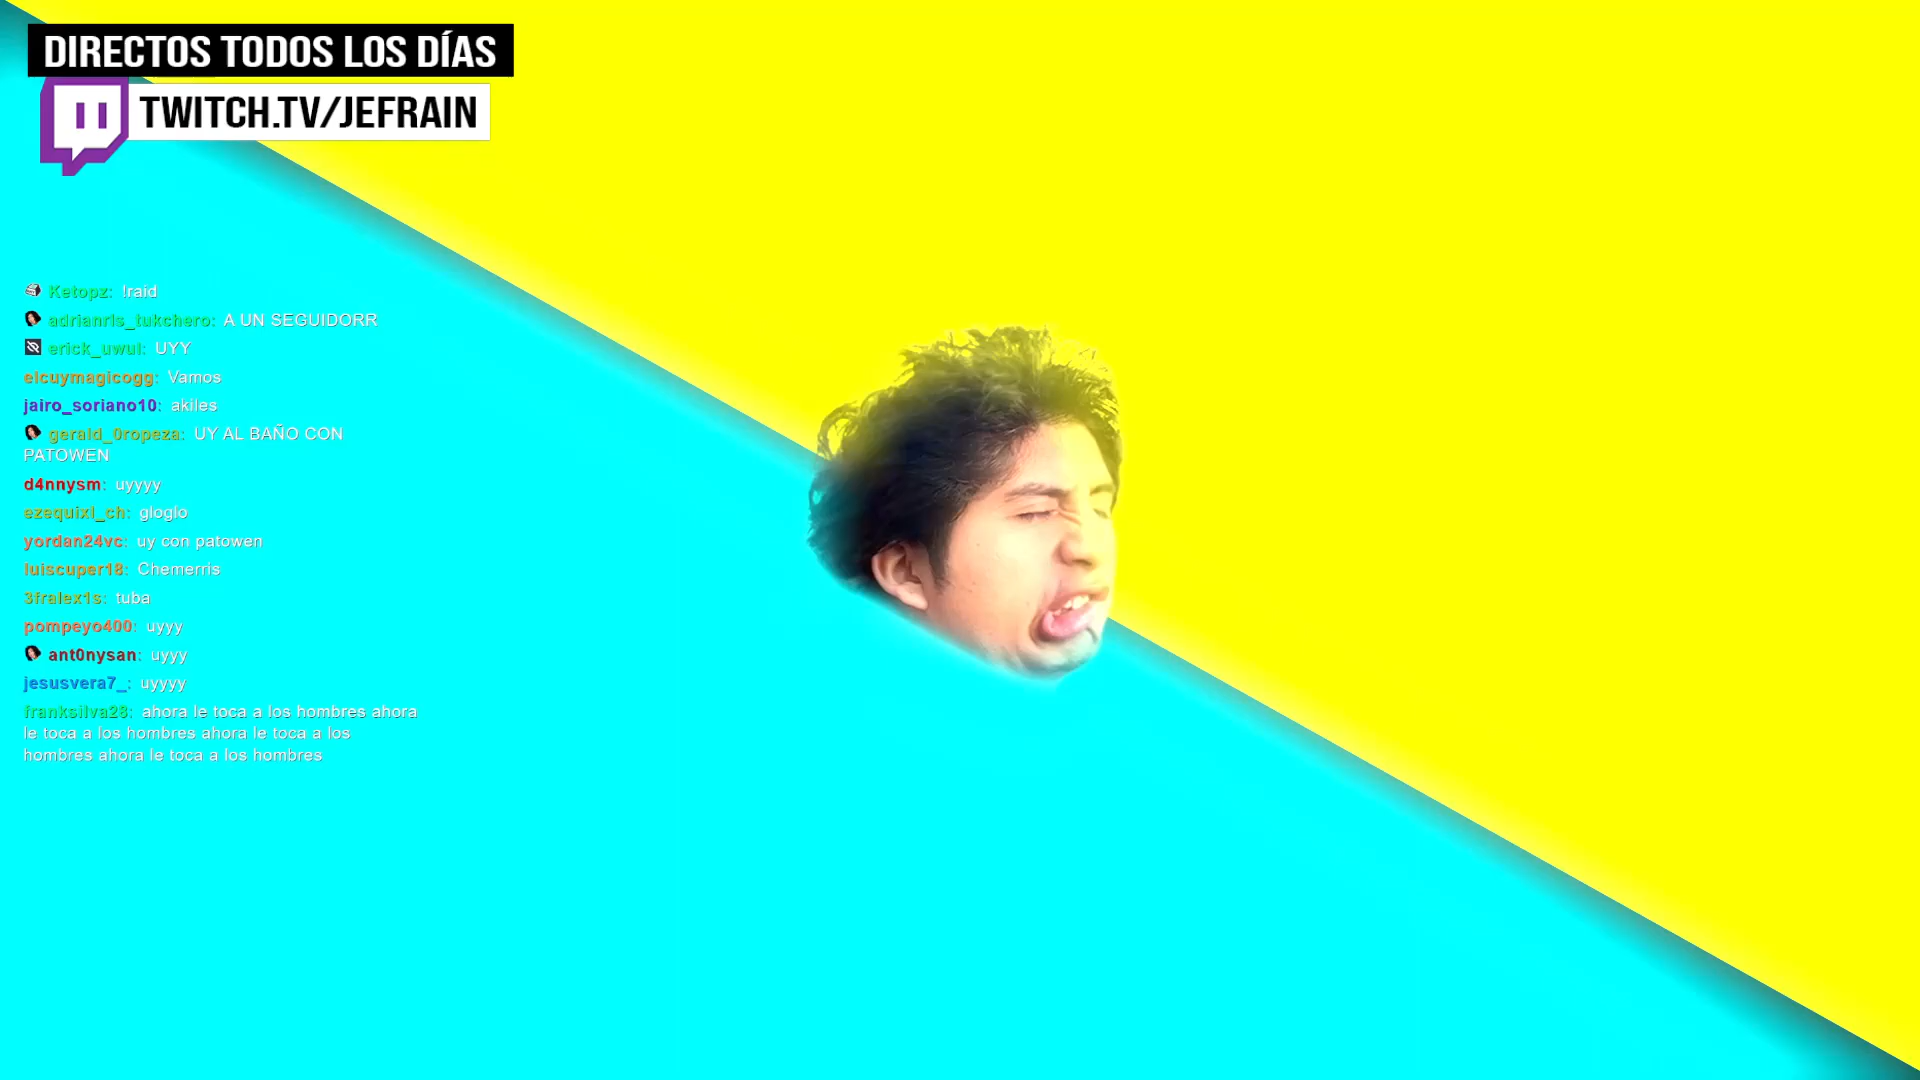 DIRECTOS TODOS LOS DÍAS
TWITCH.TV/JEFRAIN
Ketopz: !raid
adrianrls_tukchero: A UN SEGUIDORR
erick_uwul: UYY
elcuymagicogg: Vamos
jairo_soriano10: akiles
gerald_0ropeza: UY AL BAÑO CON
PATOWEN
d4nnysm: uyyyy
ezequixl_ch: gloglo
yordan24vc: uy con patowen
luiscuper18: Chemerris
3fralex1s: tuba
pompeyo400: uyyy
ant0nysan: uyyy
jesusvera7_: uyyyy
franksilva28: ahora le toca a los hombres ahora
le toca a los hombres ahora le toca a los
hombres ahora le toca a los hombres